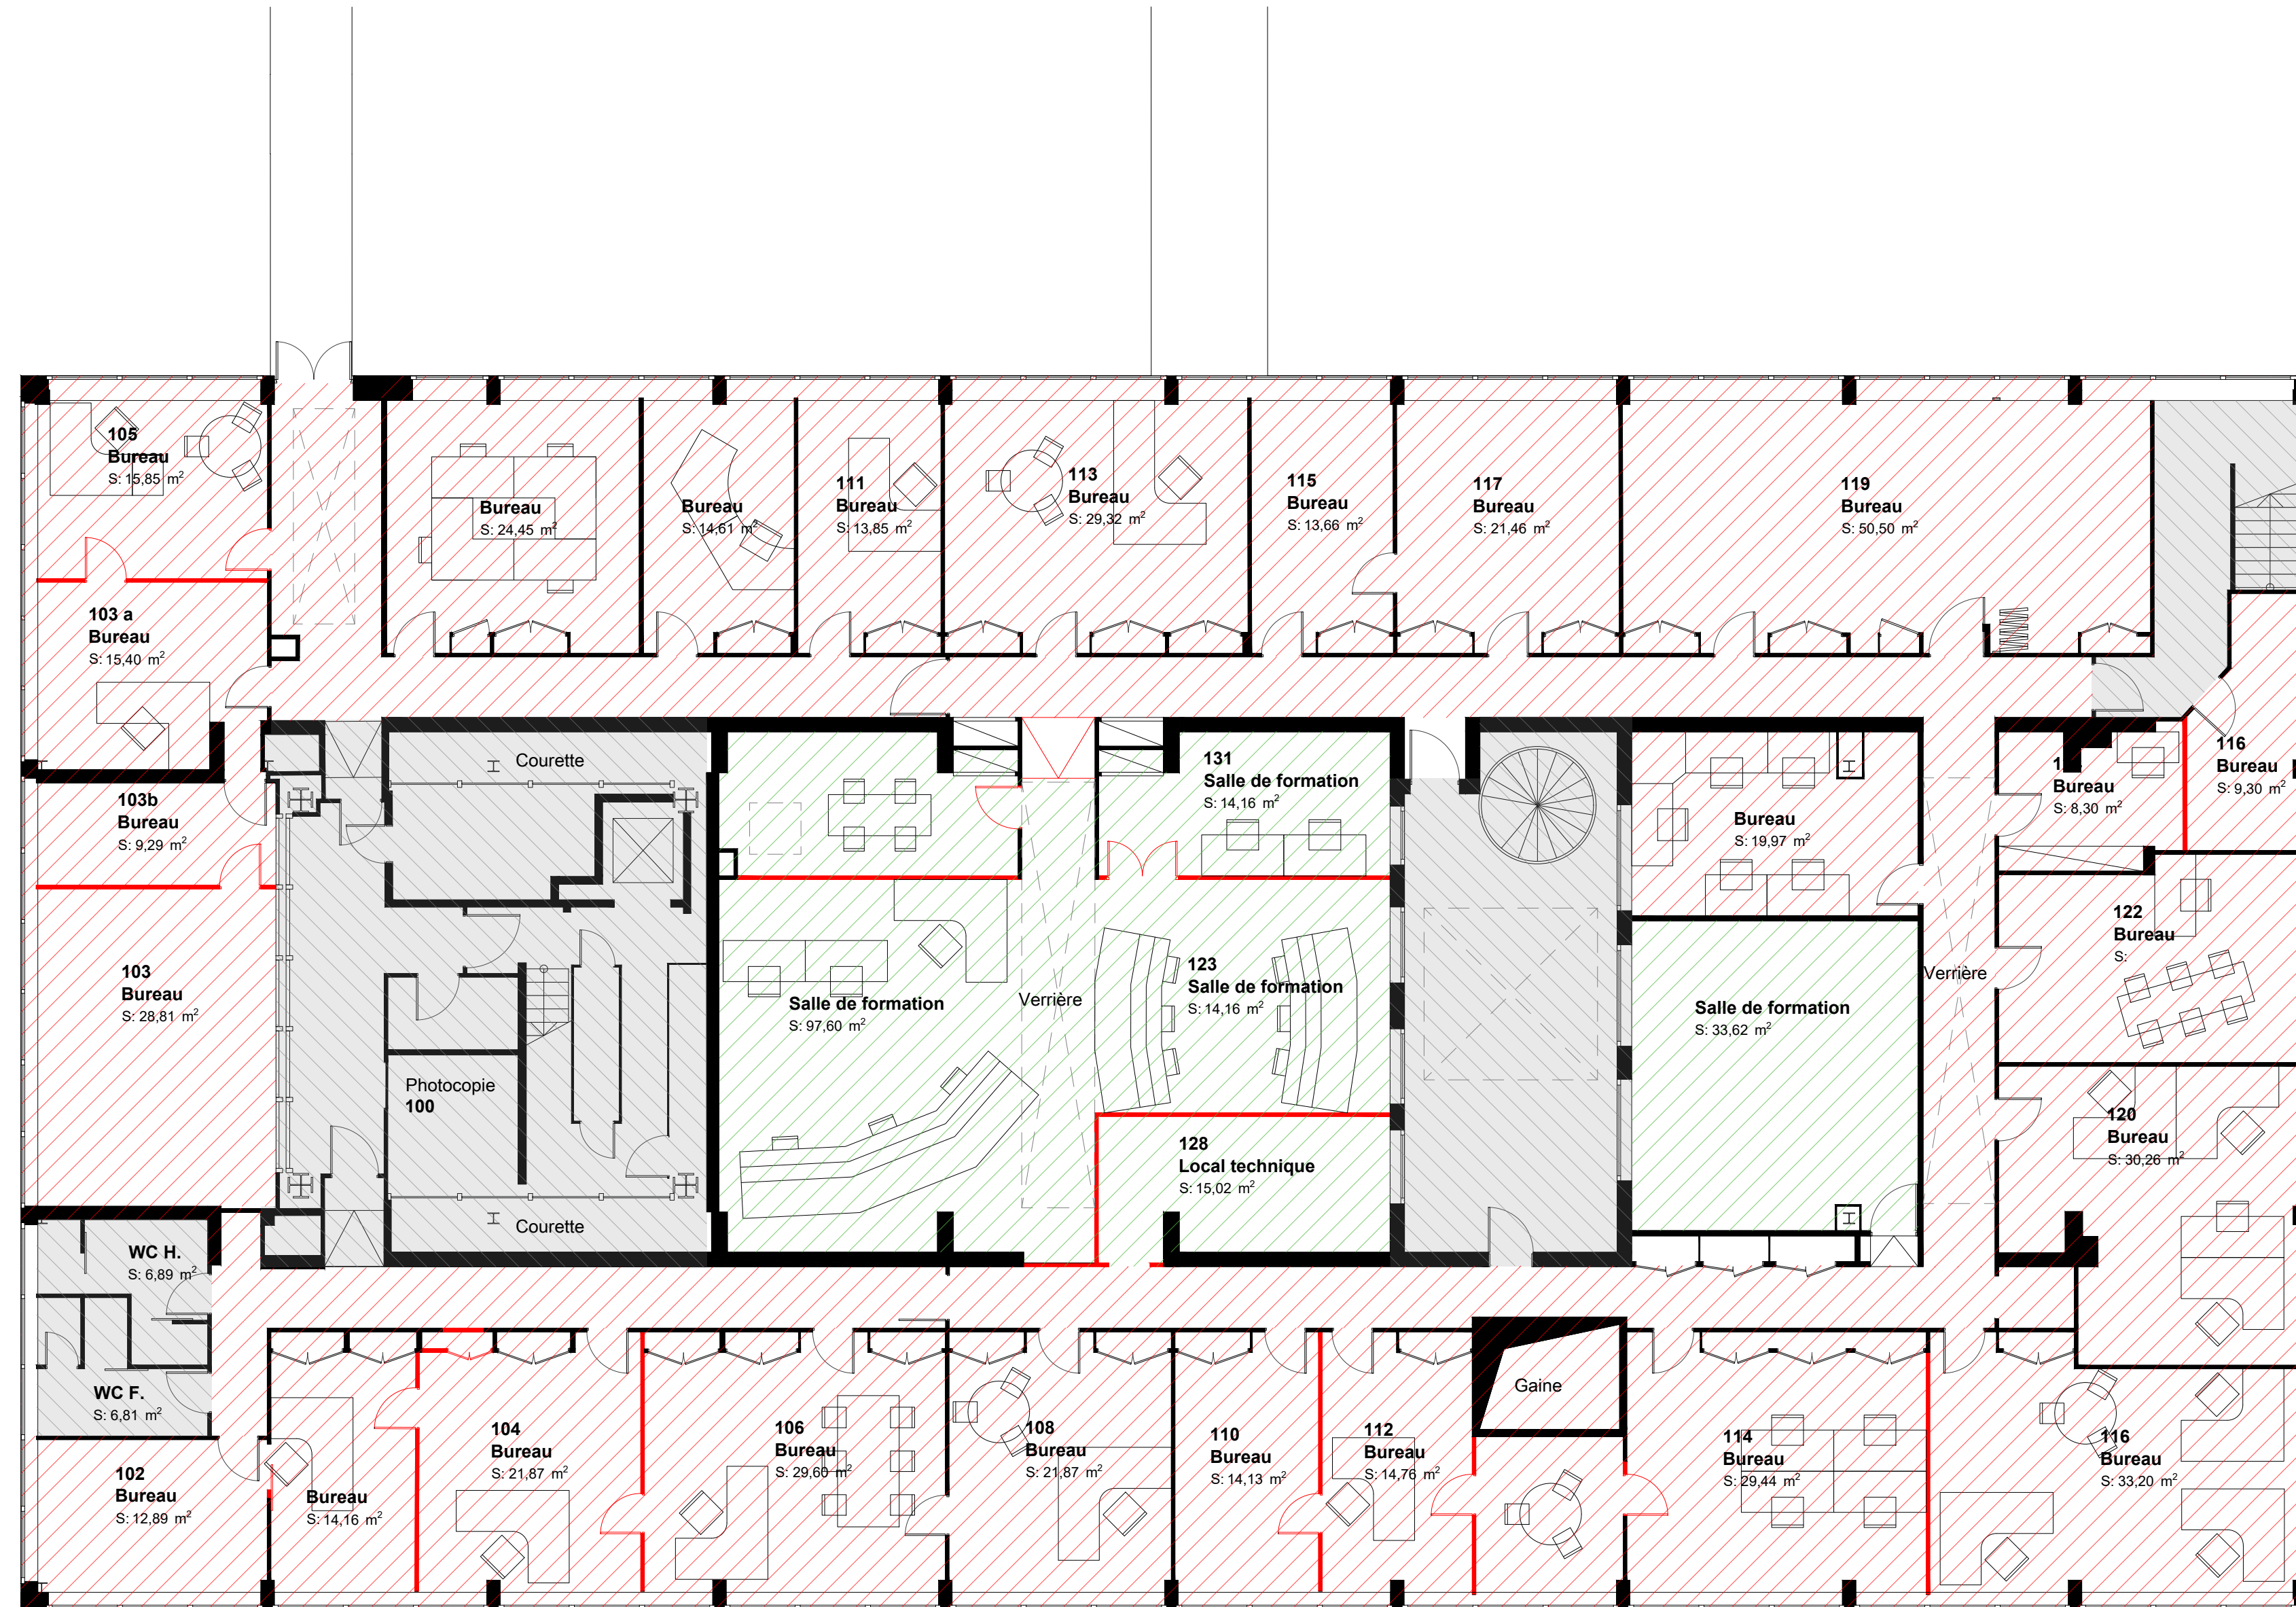 105
Bureau
S: 15,85 m²
Bureau
S: 24,45 m²
Bureau
S: 14,61 m²
111
Bureau
S: 13,85 m²
113
Bureau
S: 29,32 m²
115
Bureau
S: 13,66 m²
117
Bureau
S: 21,46 m²
119
Bureau
S: 50,50 m²
103 a
Bureau
S: 15,40 m²
103b
Bureau
S: 9,29 m²
Courette
131
Salle de formation
S: 14,16 m²
Bureau
S: 19,97 m²
1
Bureau
S: 8,30 m²
116
Bureau
S: 9,30 m²
103
Bureau
S: 28,81 m²
Salle de formation
S: 97,60 m²
Verrière
123
Salle de formation
S: 14,16 m²
Salle de formation
S: 33,62 m²
Verrière
122
Bureau
S:
Photocopie
100
128
Local technique
S: 15,02 m²
120
Bureau
S: 30,26 m²
Courette
WC H.
S: 6,89 m²
WC F.
S: 6,81 m²
102
Bureau
S: 12,89 m²
Bureau
S: 14,16 m²
104
Bureau
S: 21,87 m²
106
Bureau
S: 29,60 m²
108
Bureau
S: 21,87 m²
110
Bureau
S: 14,13 m²
112
Bureau
S: 14,76 m²
Gaine
114
Bureau
S: 29,44 m²
116
Bureau
S: 33,20 m²